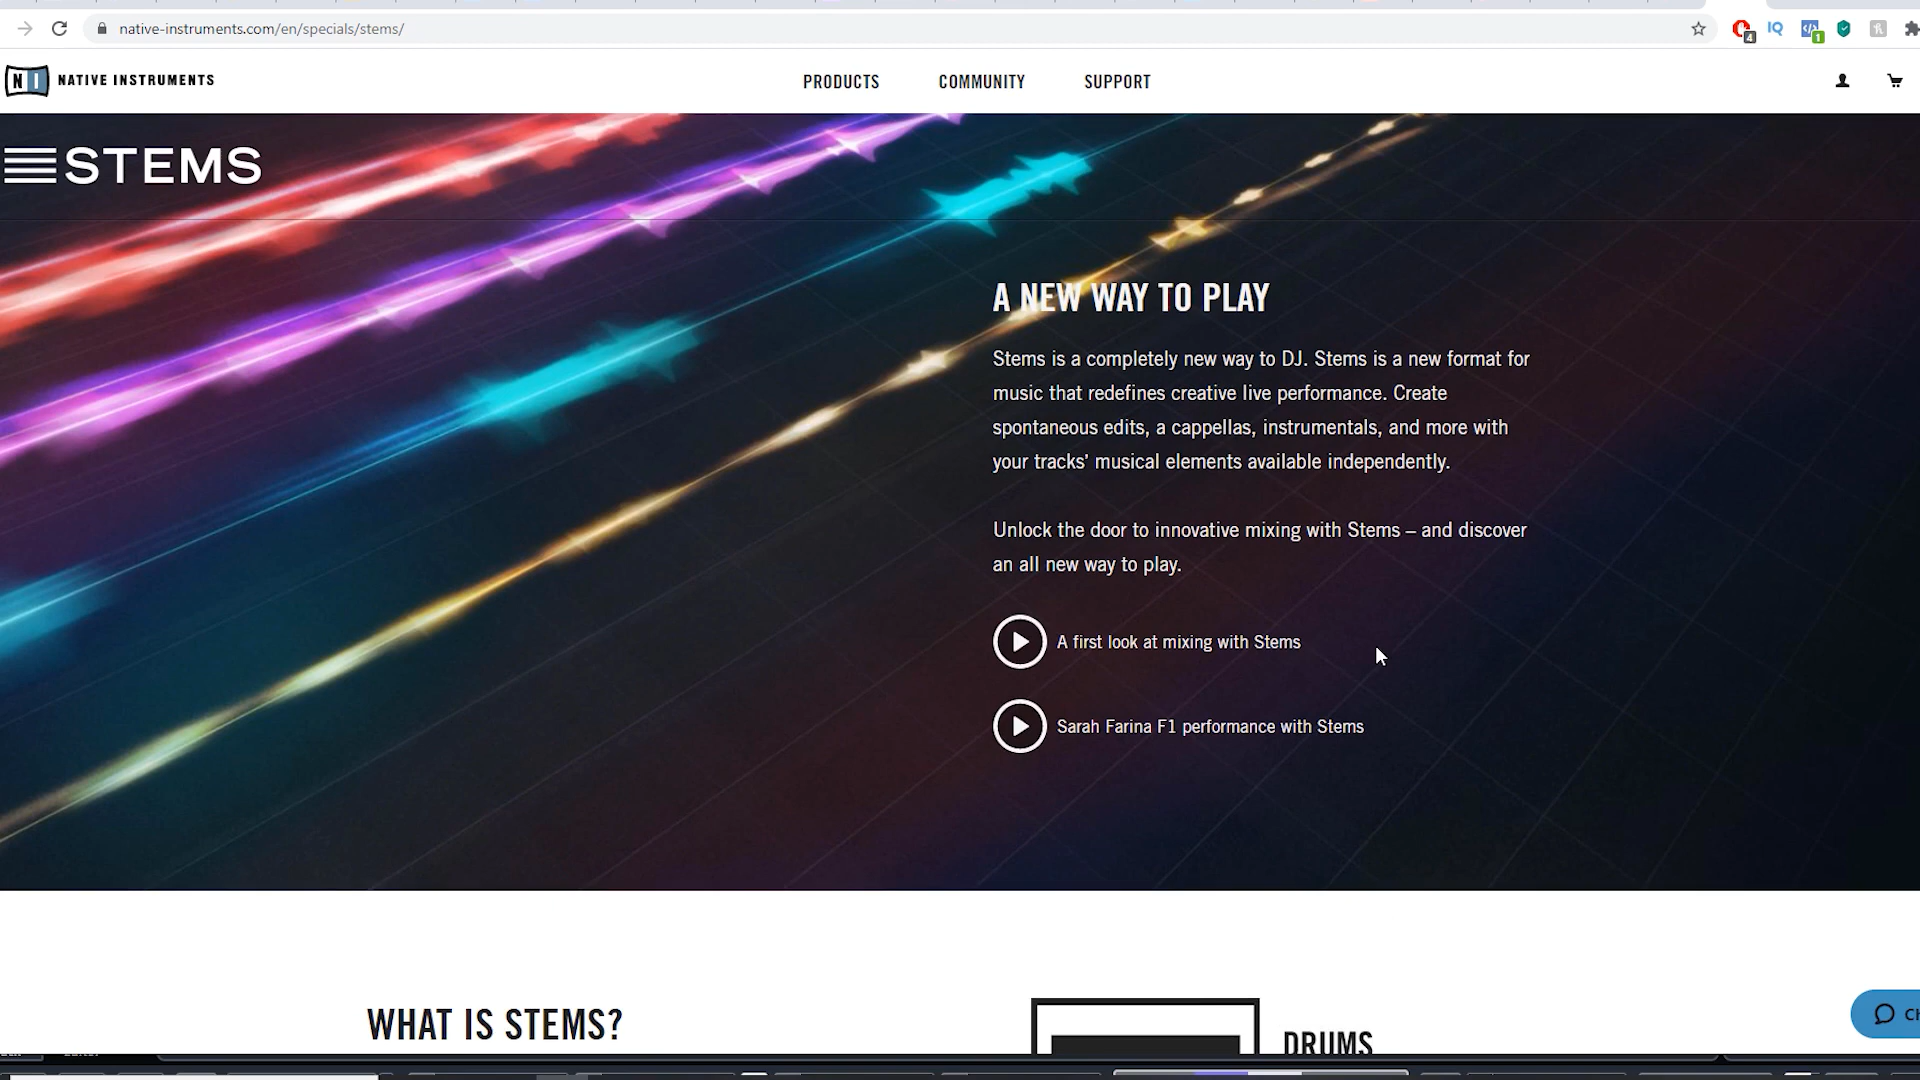 native-instruments.com/en/specials/stems/
4
IQ
1
NI NATIVE INSTRUMENTS
PRODUCTS
COMMUNITY
SUPPORT
STEMS
A NEW WAY TO PLAY
Stems is a completely new way to DJ. Stems is a new format for
music that redefines creative live performance. Create
spontaneous edits, a cappellas, instrumentals, and more with
your tracks' musical elements available independently.
Unlock the door to innovative mixing with Stems – and discover
an all new way to play.
A first look at mixing with Stems
Sarah Farina F1 performance with Stems
WHAT IS STEMS?
DRUMS